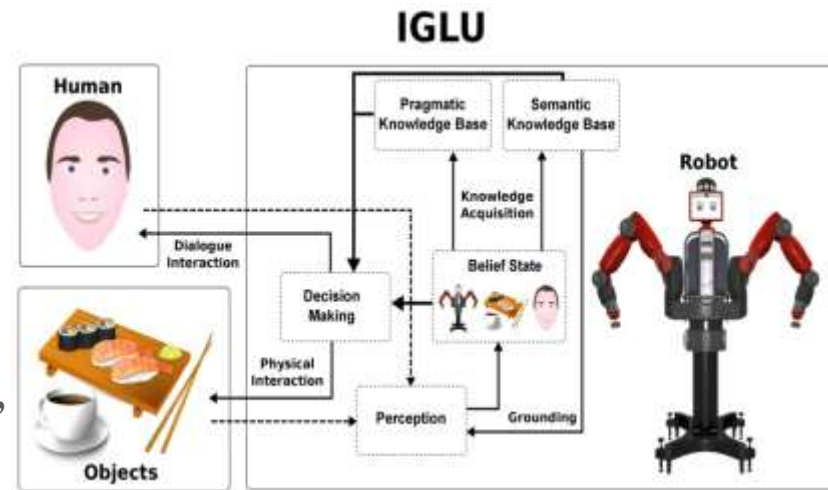 IGLU
Human
Pragmatic
Knowledge Base
Semantic
Knowledge Base
Robot
Knowledge
Acquisition
Dialogue
Interaction
Belief State
Decision
Making
Physical
Interaction
Perception
Grounding
Objects
,